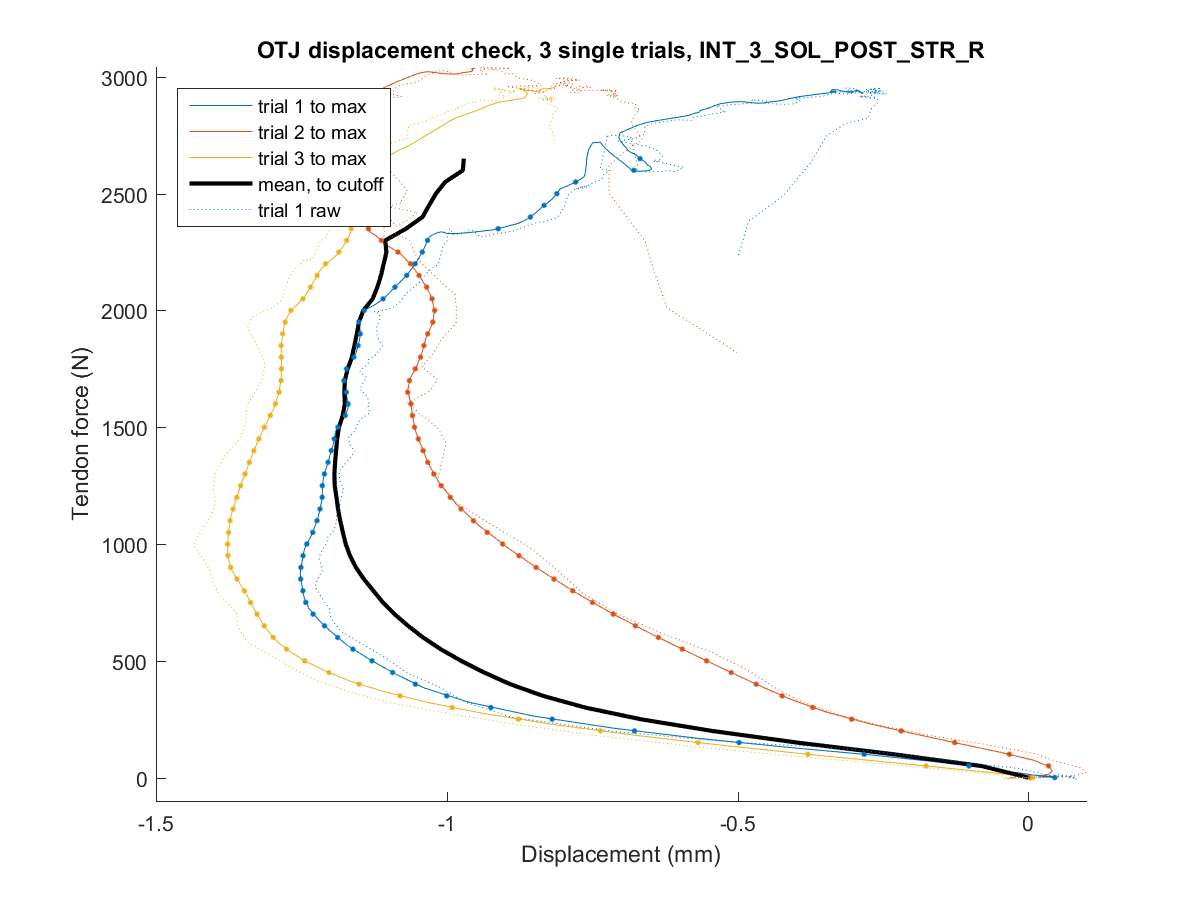 OTJ displacement check, 3 single trials, INT_3_SOL_POST_STR_R
3000
2500
2000
1500
1000
500
0
Tendon force (N)
trial 1 to max
trial 2 to max
trial 3 to max
mean, to cutoff
trial 1 raw
-1.5
-1
-0.5
0
Displacement (mm)